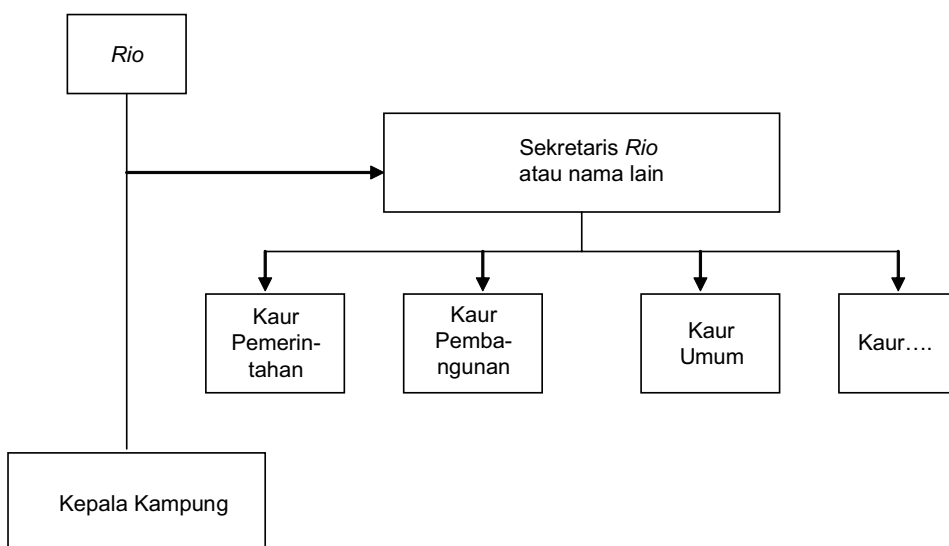 Rio
Sekretaris Rio
atau nama lain
Kaur
Pemerin-
tahan
Kaur
Pemba-
ngunan
Kaur
Umum
Kaur….
Kepala Kampung